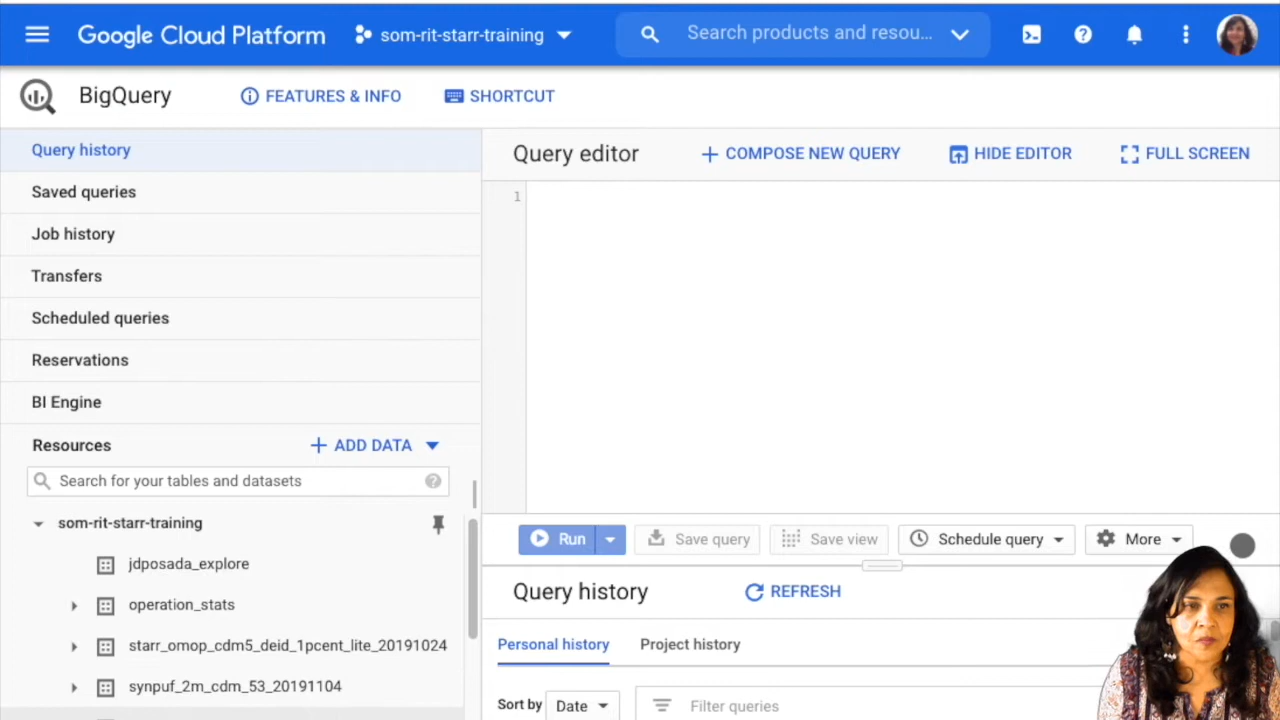 Google Cloud Platform som-rit-starr-training Search products and resou...
BigQuery FEATURES & INFO SHORTCUT
Query history
Saved queries
Job history
Transfers
Scheduled queries
Reservations
BI Engine
Resources + ADD DATA
Search for your tables and datasets
som-rit-starr-training
jdposada_explore
operation_stats
starr_omop_cdm5_deid_1pcent_lite_20191024
synpuf_2m_cdm_53_20191104
Query editor + COMPOSE NEW QUERY HIDE EDITOR FULL SCREEN
1
Run Save query Save view Schedule query More
Query history REFRESH
Personal history Project history
Sort by Date Filter queries